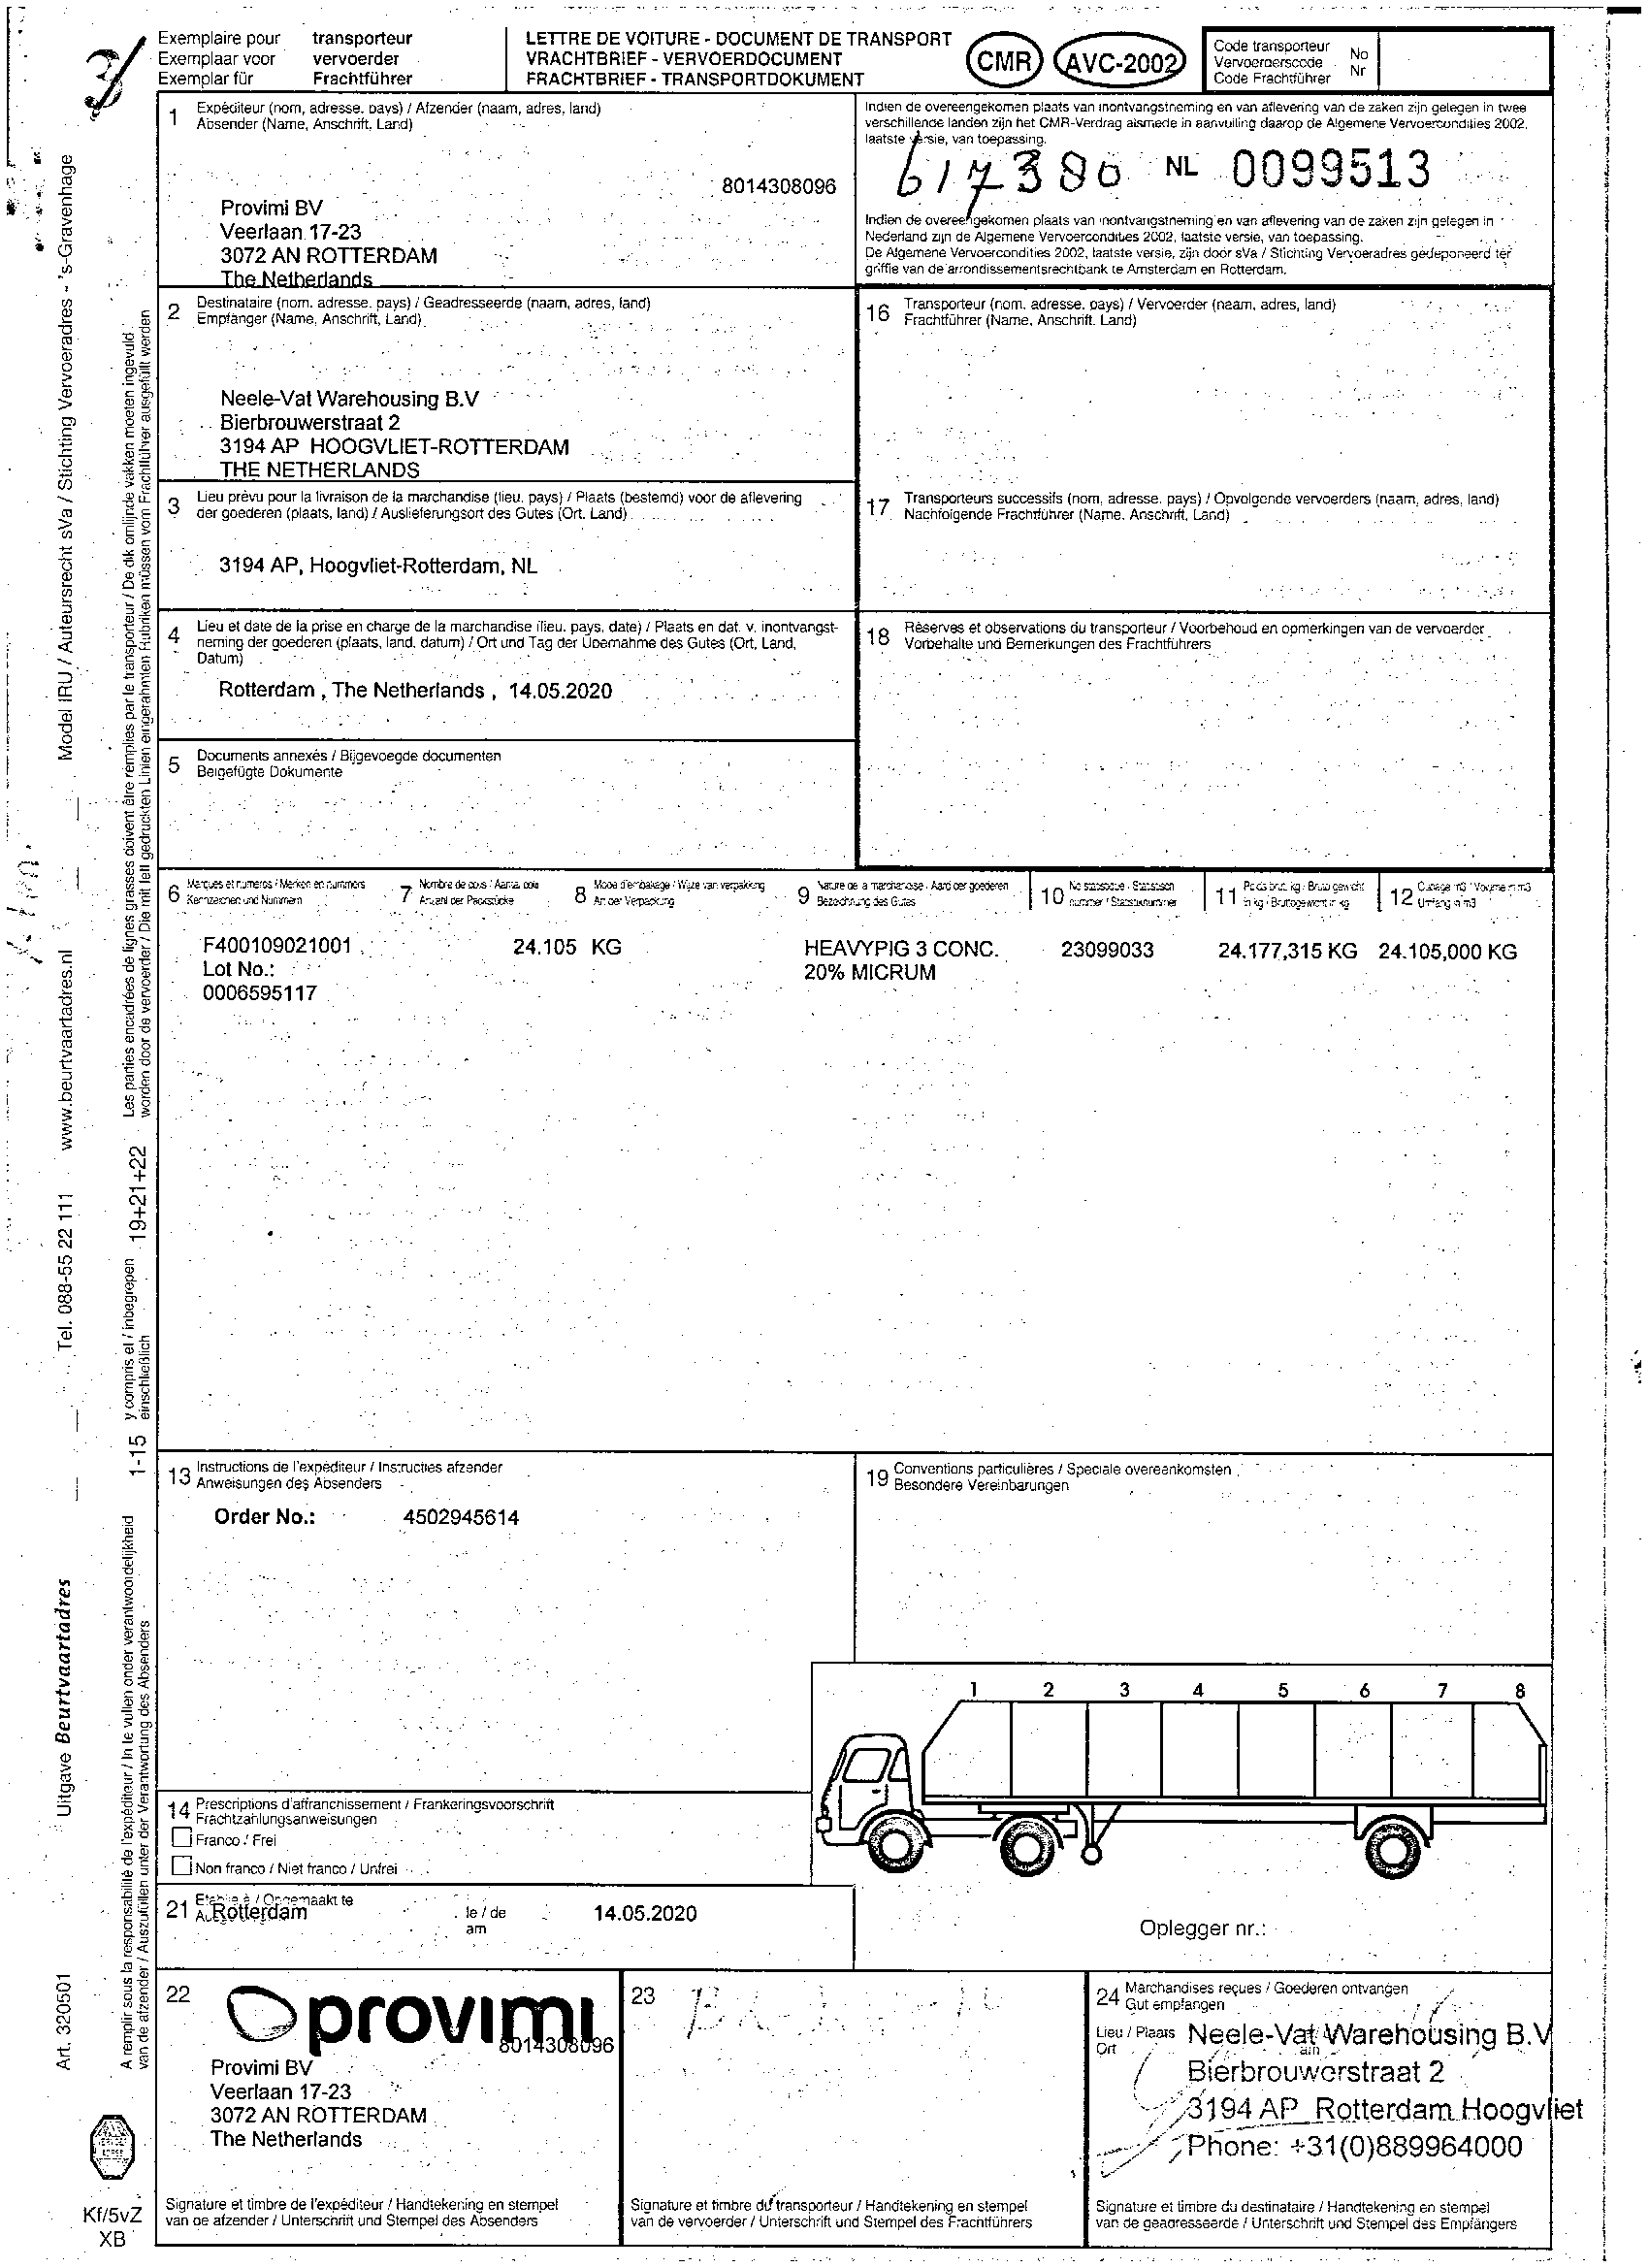 3/
Exemplaire pour transporteur
Exemplaar voor vervoerder
Exemplar für Frachtführer
LETTRE DE VOITURE - DOCUMENT DE TRANSPORT
VRACHTBRIEF - VERVOERDOCUMENT
FRACHTBRIEF - TRANSPORTDOKUMENT
CMR AVC-2002
Code transporteur
Vervoerderscode
Code Frachtführer
No
Nr
1 Expéditeur (nom, adresse, pays) / Afzender (naam, adres, land)
Absender (Name, Anschrift, Land)
8014308096
Provimi BV
Veerlaan 17-23
3072 AN ROTTERDAM
The Netherlands
Indien de overeengekomen plaats van inontvangstneming en van aflevering van de zaken zijn gelegen in twee
verschillende landen zijn het CMR-Verdrag alsmede in aanvulling daarop de Algemene Vervoercondities 2002,
laatste versie, van toepassing.
617380 NL 0099513
Indien de overeengekomen plaats van inontvangstneming en van aflevering van de zaken zijn gelegen in
Nederland zijn de Algemene Vervoercondities 2002, laatste versie, van toepassing.
De Algemene Vervoercondities 2002, laatste versie, zijn door sVa / Stichting Vervoeradres gedeponeerd ter
griffie van de arrondissementsrechtbank te Amsterdam en Rotterdam.
2 Destinataire (nom, adresse, pays) / Geadresseerde (naam, adres, land)
Empfänger (Name, Anschrift, Land)
Neele-Vat Warehousing B.V
Bierbrouwerstraat 2
3194 AP HOOGVLIET-ROTTERDAM
THE NETHERLANDS
16 Transporteur (nom, adresse, pays) / Vervoerder (naam, adres, land)
Frachtführer (Name, Anschrift, Land)
3 Lieu prévu pour la livraison de la marchandise (lieu, pays) / Plaats (bestemd) voor de aflevering
der goederen (plaats, land) / Auslieferungsort des Gutes (Ort, Land)
3194 AP, Hoogvliet-Rotterdam, NL
17 Transporteurs successifs (nom, adresse, pays) / Opvolgende vervoerders (naam, adres, land)
Nachfolgende Frachtführer (Name, Anschrift, Land)
4 Lieu et date de la prise en charge de la marchandise (lieu, pays, date) / Plaats en dat. v. inontvangst-
neming der goederen (plaats, land, datum) / Ort und Tag der Übernahme des Gutes (Ort, Land,
Datum)
Rotterdam , The Netherlands , 14.05.2020
18 Réserves et observations du transporteur / Voorbehoud en opmerkingen van de vervoerder
Vorbehalte und Bemerkungen des Frachtführers
5 Documents annexés / Bijgevoegde documenten
Beigefügte Dokumente
6 Marques et numéros / Merken en nummers
Kennzeichen und Nummern
7 Nombre de colis / Aantal colli
Anzahl der Packstücke
8 Mode d'emballage / Wijze van verpakking
Art der Verpackung
9 Nature de la marchandise / Aard der goederen
Bezeichnung des Gutes
10 No statistique / Statistisch
nummer / Statistiknummer
11 Poids brut, kg / Bruto gewicht
in kg / Bruttogewicht in kg
12 Cubage m3 / Volume in m3
Umfang in m3
F400109021001 24.105 KG HEAVYPIG 3 CONC. 23099033 24.177,315 KG 24.105,000 KG
Lot No.: 20% MICRUM
0006595117
13 Instructions de l'expéditeur / Instructies afzender
Anweisungen des Absenders
Order No.: 4502945614
19 Conventions particulières / Speciale overeenkomsten
Besondere Vereinbarungen
1 2 3 4 5 6 7 8
14 Prescriptions d'affranchissement / Frankeringsvoorschrift
Frachtzahlungsanweisungen
Franco / Frei
Non franco / Niet franco / Unfrei
21 Etablie à / Opgemaakt te
Rotterdam
le / de
am
14.05.2020
Oplegger nr.:
22 provimi
8014308096
Provimi BV
Veerlaan 17-23
3072 AN ROTTERDAM
The Netherlands
Signature et timbre de l'expéditeur / Handtekening en stempel
van de afzender / Unterschrift und Stempel des Absenders
23
Signature et timbre du transporteur / Handtekening en stempel
van de vervoerder / Unterschrift und Stempel des Frachtführers
24 Marchandises reçues / Goederen ontvangen
Gut empfangen
Lieu / Plaats
Ort
Neele-Vat Warehousing B.V
Bierbrouwerstraat 2
3194 AP Rotterdam Hoogvliet
Phone: +31(0)889964000
Signature et timbre du destinataire / Handtekening en stempel
van de geadresseerde / Unterschrift und Stempel des Empfängers
Art. 320501 Uitgave Beurtvaartadres Tel. 088-55 22 111 www.beurtvaartadres.nl Model IRU / Auteursrecht sVa / Stichting Vervoeradres - 's-Gravenhage
A remplir sous la responsabilité de l'expéditeur / In te vullen onder verantwoordelijkheid
van de afzender / Auszufüllen unter der Verantwortung des Absenders
1-15 y compris et / inbegrepen
einschließlich
19+21+22
Les parties encadrées de lignes grasses doivent être remplies par le transporteur / De dik omlijnde vakken moeten ingevuld
worden door de vervoerder / Die mit fett gedruckten Linien eingerahmten Rubriken müssen vom Frachtführer ausgefüllt werden
Kf/5vZ
XB